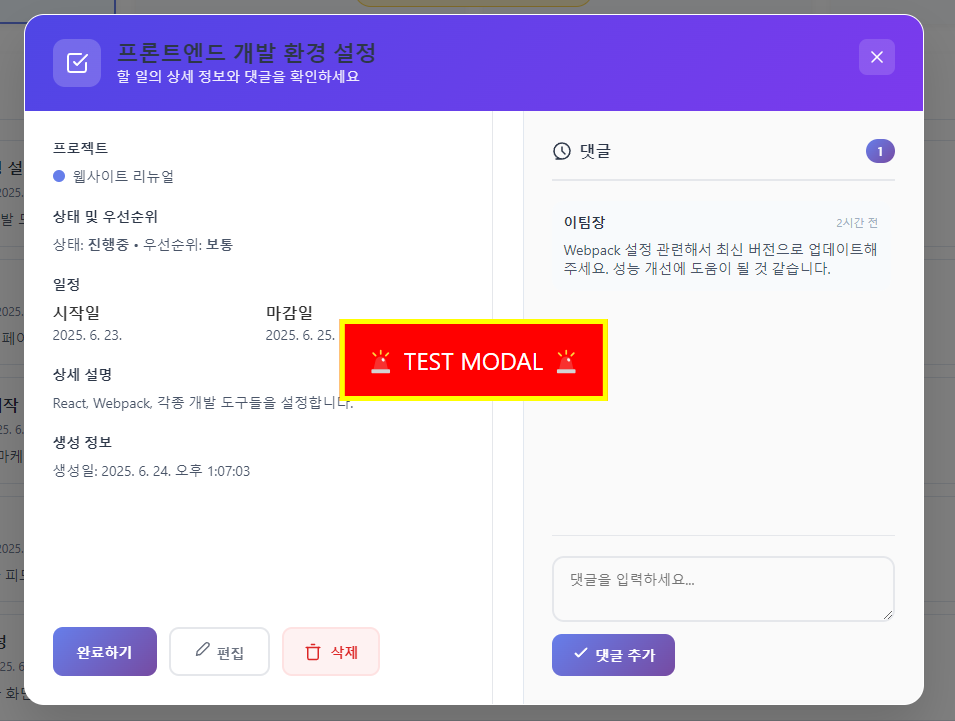 프론트엔드 개발 환경 설정
할 일의 상세 정보와 댓글을 확인하세요
프로젝트
웹사이트 리뉴얼
상태 및 우선순위
상태: 진행중 • 우선순위: 보통
일정
시작일
마감일
2025. 6. 23.
2025. 6. 25.
상세 설명
React, Webpack, 각종 개발 도구들을 설정합니다.
생성 정보
생성일: 2025. 6. 24. 오후 1:07:03
완료하기
편집
삭제
TEST MODAL
댓글
1
이팀장
2시간 전
Webpack 설정 관련해서 최신 버전으로 업데이트해
주세요. 성능 개선에 도움이 될 것 같습니다.
댓글을 입력하세요...
댓글 추가